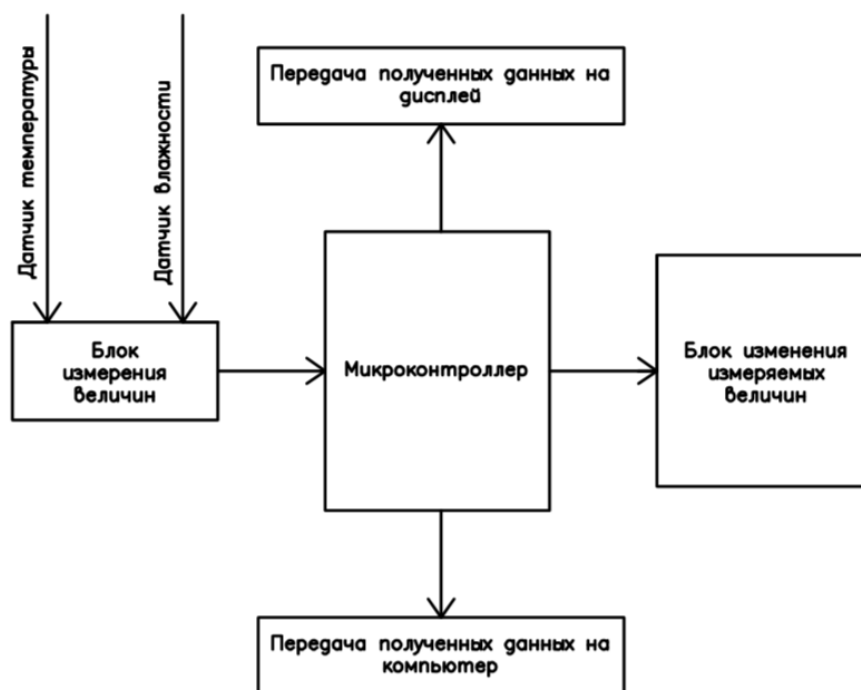 Датчик температуры
Датчик влажности
Передача полученных данных на
дисплей
Блок
измерения
величин
Микроконтроллер
Блок изменения
измеряемых
величин
Передача полученных данных на
компьютер